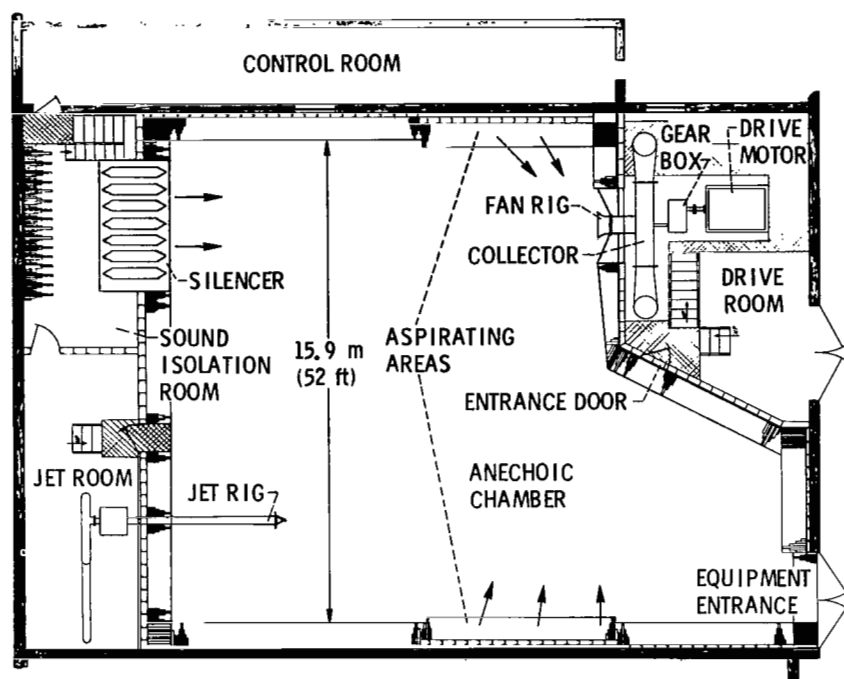 CONTROL ROOM
GEAR
BOX
DRIVE
MOTOR
FAN RIG
COLLECTOR
SILENCER
DRIVE
ROOM
SOUND
ISOLATION
ROOM
15.9 m
(52 ft)
ASPIRATING
AREAS
ENTRANCE DOOR
JET ROOM
JET RIG
ANECHOIC
CHAMBER
EQUIPMENT
ENTRANCE